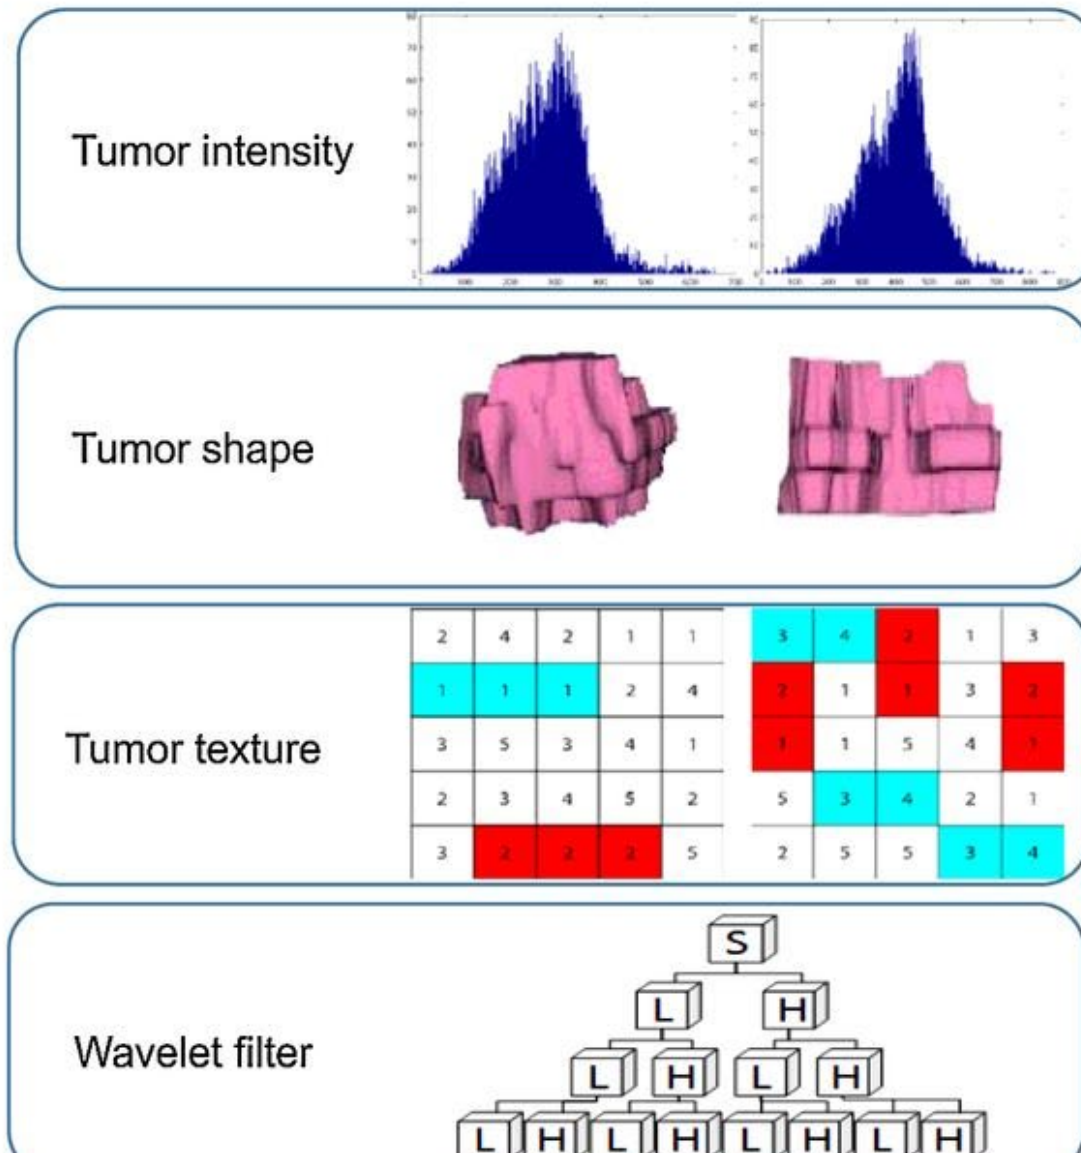 Tumor intensity
Tumor shape
Tumor texture
2 4 2 1 1
1 1 1 2 4
3 5 3 4 1
2 3 4 5 2
3 2 2 2 5
3 4 2 1 3
2 1 1 3 2
1 1 5 4 1
5 3 4 2 1
2 5 5 3 4
Wavelet filter
S
L H
L H L H
L H L H L H L H